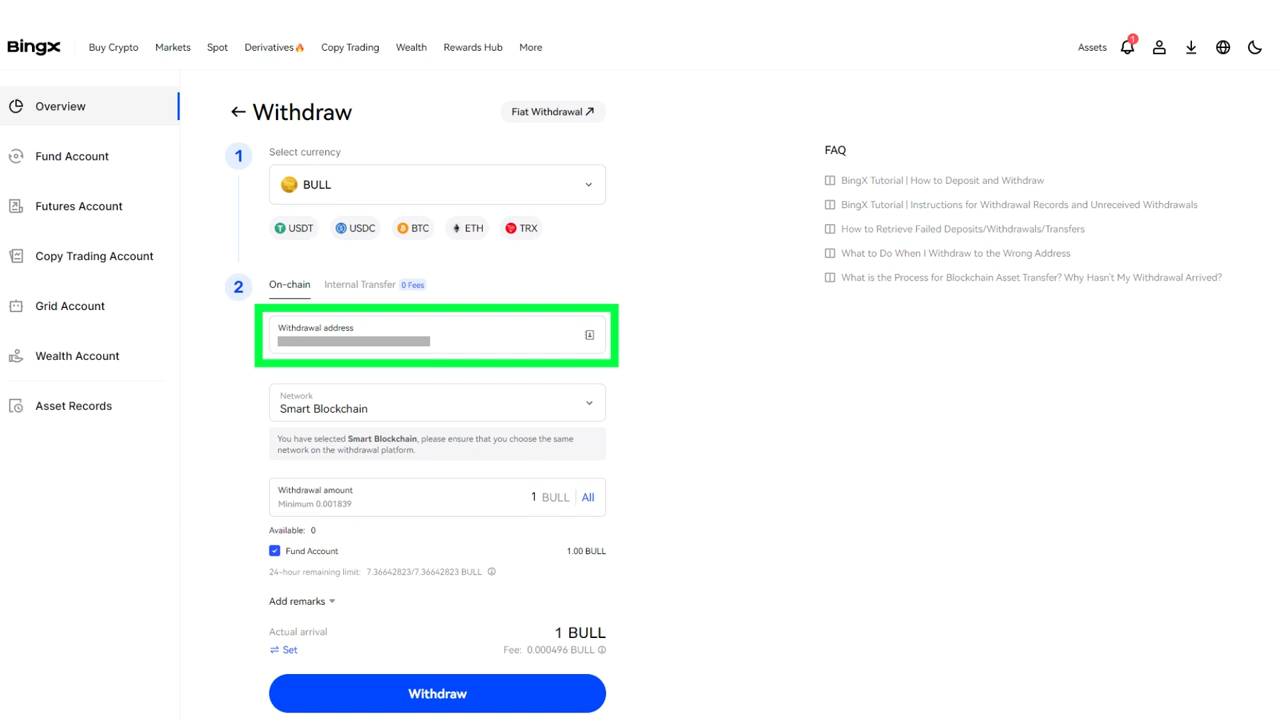 BingX
Buy Crypto
Markets
Spot
Derivatives
Copy Trading
Wealth
Rewards Hub
More
Assets
1
Overview
Fund Account
Futures Account
Copy Trading Account
Grid Account
Wealth Account
Asset Records
Withdraw
Fiat Withdrawal
1
Select currency
BULL
USDT
USDC
BTC
ETH
TRX
2
On-chain
Internal Transfer
0 Fees
Withdrawal address
Network
Smart Blockchain
You have selected Smart Blockchain, please ensure that you choose the same
network on the withdrawal platform.
Withdrawal amount
Minimum 0.001839
1 BULL
All
Available: 0
Fund Account
1.00 BULL
24-hour remaining limit: 7.36642823/7.36642823 BULL
Add remarks
Actual arrival
1 BULL
Set
Fee: 0.000496 BULL
Withdraw
FAQ
BingX Tutorial | How to Deposit and Withdraw
BingX Tutorial | Instructions for Withdrawal Records and Unreceived Withdrawals
How to Retrieve Failed Deposits/Withdrawals/Transfers
What to Do When I Withdraw to the Wrong Address
What is the Process for Blockchain Asset Transfer? Why Hasn't My Withdrawal Arrived?